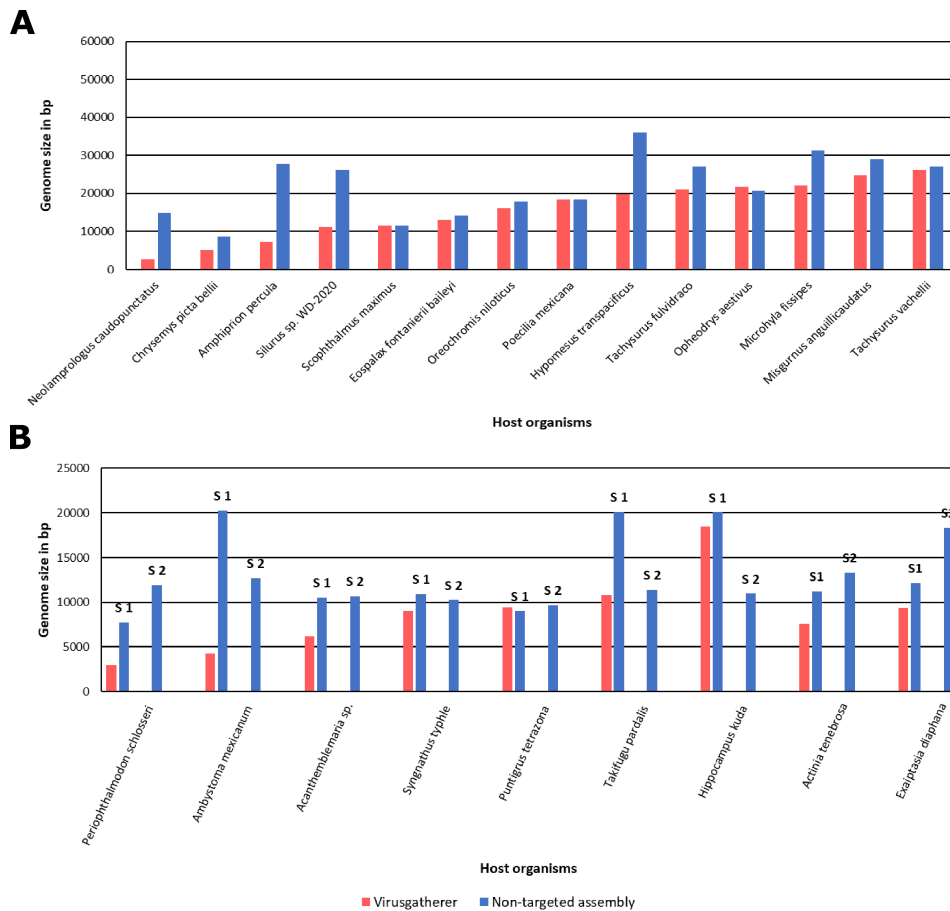 A
60000
50000
40000
30000
20000
10000
0
Genome size in bp
Neolamprologus caudopunctatus
Chrysemys picta bellii
Amphiprion percula
Silurus sp. WD-2020
Scophthalmus maximus
Eospalax fontanierii baileyi
Oreochromis niloticus
Poecilia mexicana
Hypomesus transpacificus
Tachysurus fulvidraco
Opheodrys aestivus
Microhyla fissipes
Misgurnus anguillicaudatus
Tachysurus vachellii
Host organisms
B
25000
20000
15000
10000
5000
0
Genome size in bp
S 1
S 2
S 1
S 2
S 1
S 2
S 1
S 2
S 1
S 2
S 1
S 2
S 1
S 2
S1
S2
S1
Periophthalmodon schlosseri
Ambystoma mexicanum
Acanthemblemaria sp.
Syngnathus typhle
Puntigrus tetrazona
Takifugu pardalis
Hippocampus kuda
Actinia tenebrosa
Exaiptasia diaphana
Host organisms
Virusgatherer Non-targeted assembly